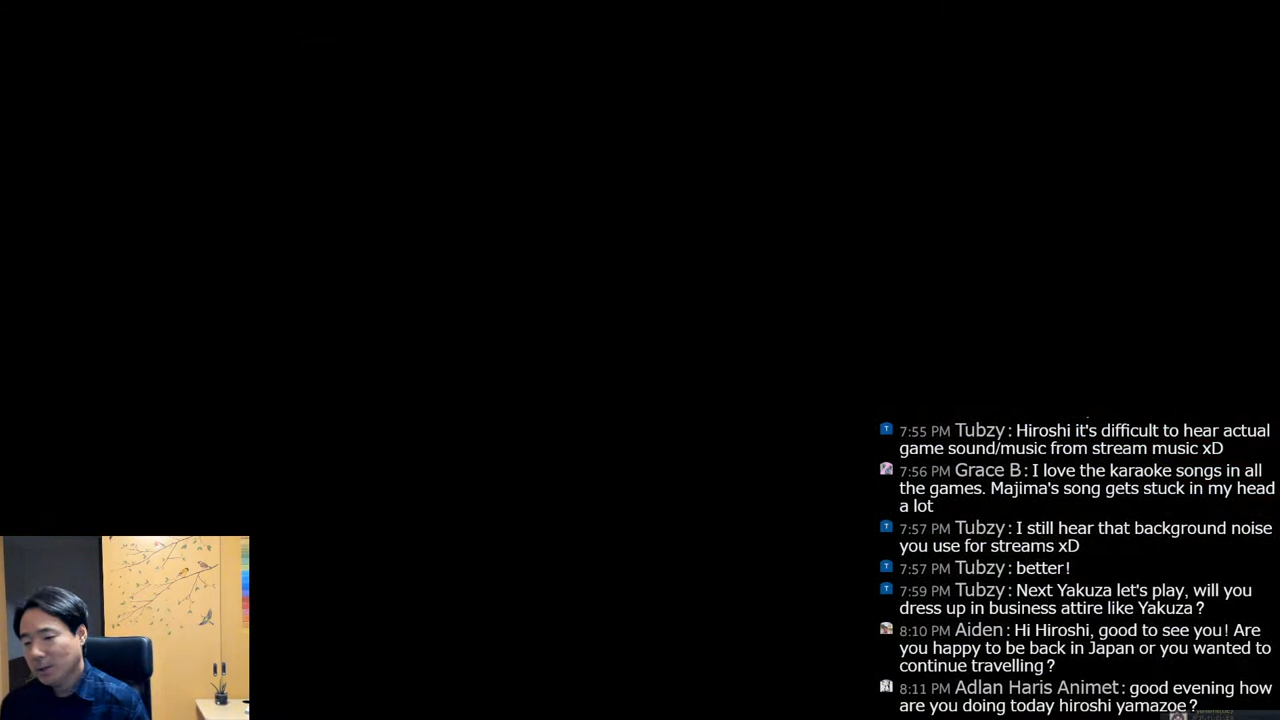 T 7:55 PM Tubzy : Hiroshi it's difficult to hear actual
game sound/music from stream music xD
7:56 PM Grace B : I love the karaoke songs in all
the games. Majima's song gets stuck in my head
a lot
T 7:57 PM Tubzy : I still hear that background noise
you use for streams xD
T 7:57 PM Tubzy : better!
T 7:59 PM Tubzy : Next Yakuza let's play, will you
dress up in business attire like Yakuza?
8:10 PM Aiden : Hi Hiroshi, good to see you! Are
you happy to be back in Japan or you wanted to
continue travelling?
8:11 PM Adlan Haris Animet : good evening how
are you doing today hiroshi yamazoe?